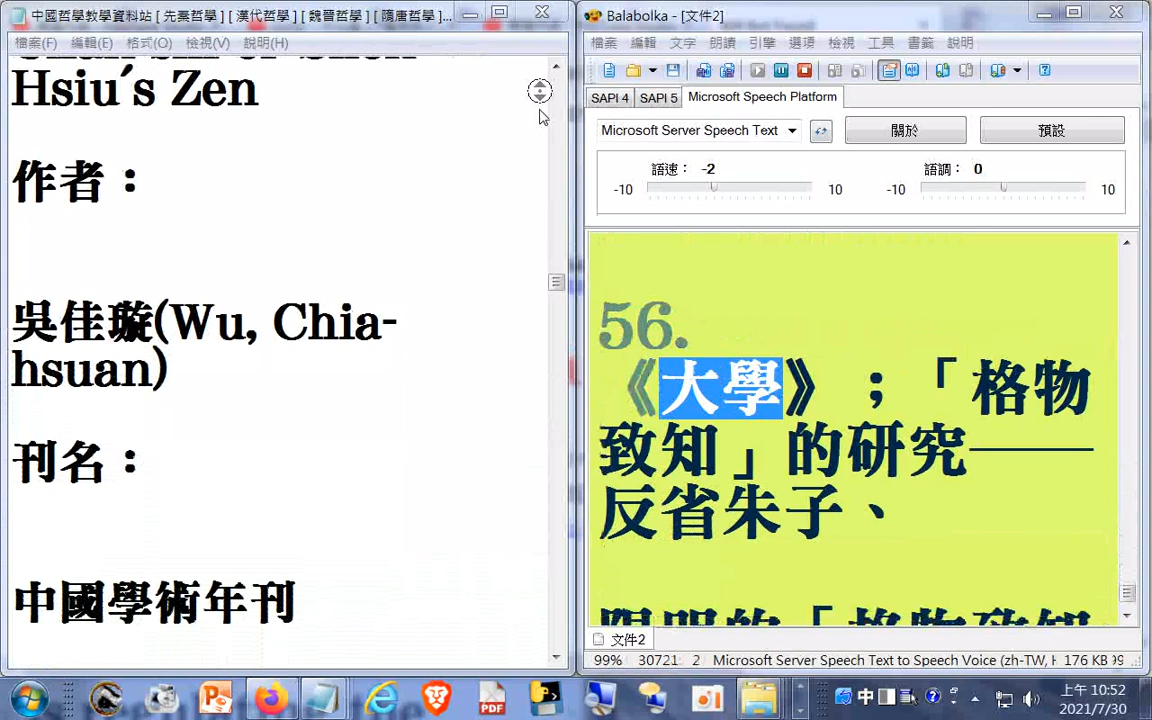 中國哲學教學資料站 [ 先秦哲學 ] [ 漢代哲學 ] [ 魏晉哲學 ] [ 隋唐哲學 ]...
檔案(F) 編輯(E) 格式(O) 檢視(V) 說明(H)
Hsiu's Zen
作者：
吳佳璇(Wu, Chia-
hsuan)
刊名：
中國學術年刊
Balabolka - [文件2]
檔案 編輯 文字 朗讀 引擎 選項 檢視 工具 書籤 說明
SAPI 4 SAPI 5 Microsoft Speech Platform
Microsoft Server Speech Text 關於 預設
語速： -2 語調： 0
-10 10 -10 10
56.
《大學》；「格物
致知」的研究——
反省朱子、
文件2
99% 30721 2 Microsoft Server Speech Text to Speech Voice (zh-TW, H 176 KB 99
中 上午 10:52
2021/7/30